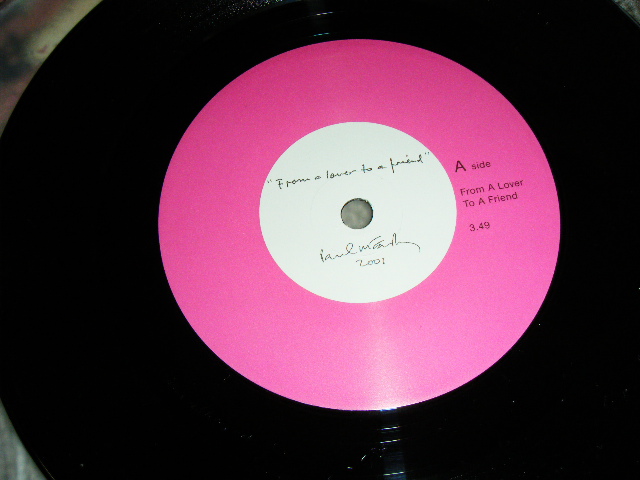 "From a lover to a friend"
Paul McCartney
2001
A side
From A Lover
To A Friend
3.49